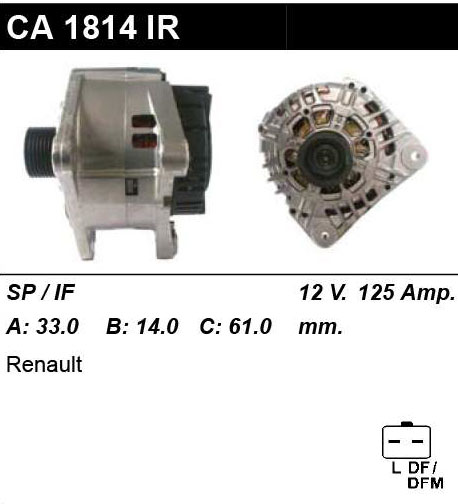 CA 1814 IR
SP / IF 12 V. 125 Amp.
A: 33.0 B: 14.0 C: 61.0 mm.
Renault
L DF /
DFM